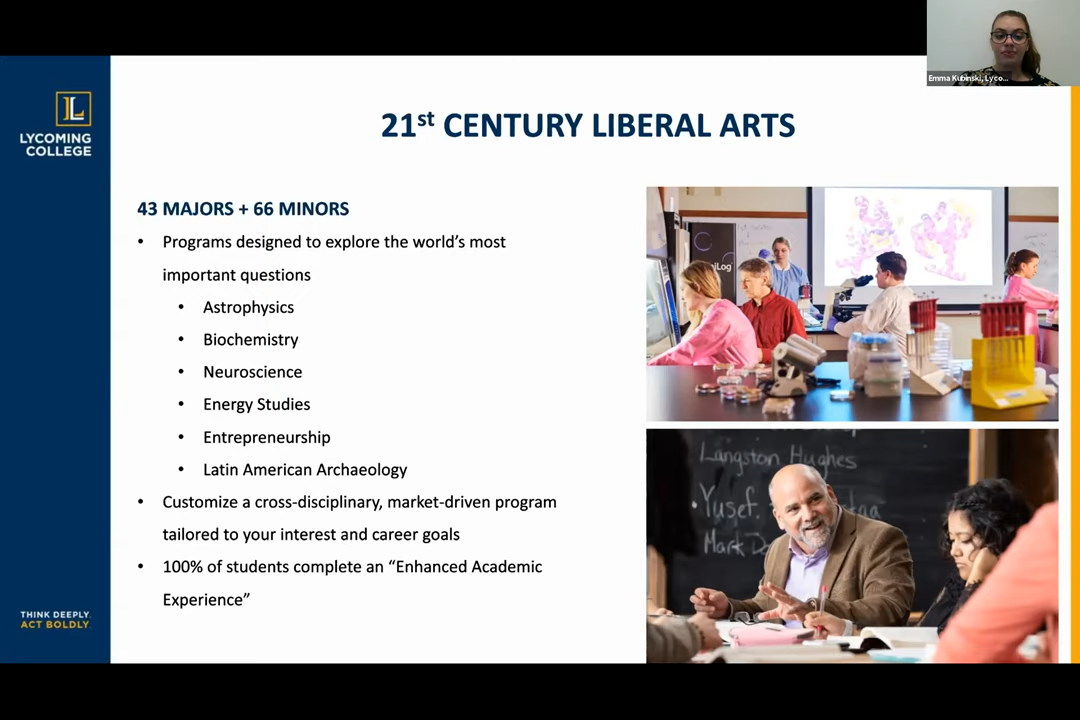 Emma Kubinski, Lyco...
LYCOMING
COLLEGE
21st CENTURY LIBERAL ARTS
43 MAJORS + 66 MINORS
• Programs designed to explore the world's most
important questions
• Astrophysics
• Biochemistry
• Neuroscience
• Energy Studies
• Entrepreneurship
• Latin American Archaeology
• Customize a cross-disciplinary, market-driven program
tailored to your interest and career goals
• 100% of students complete an “Enhanced Academic
Experience”
THINK DEEPLY
ACT BOLDLY
Langston Hughes
Yusef
Mark